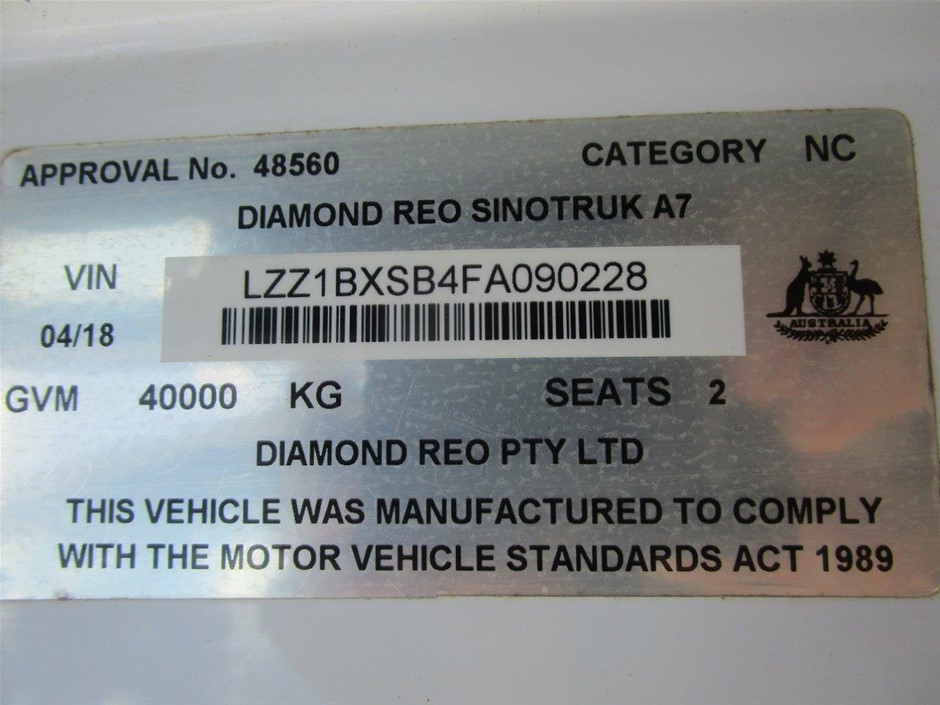 APPROVAL No. 48560 CATEGORY NC
DIAMOND REO SINOTRUK A7
VIN LZZ1BXSB4FA090228
04/18
AUSTRALIA
GVM 40000 KG SEATS 2
DIAMOND REO PTY LTD
THIS VEHICLE WAS MANUFACTURED TO COMPLY
WITH THE MOTOR VEHICLE STANDARDS ACT 1989